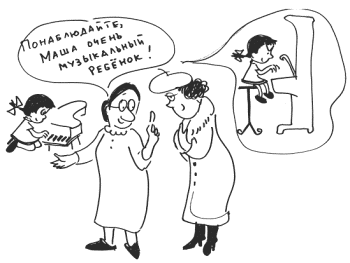 Понаблюдайте,
Маша очень
музыкальный
ребёнок!